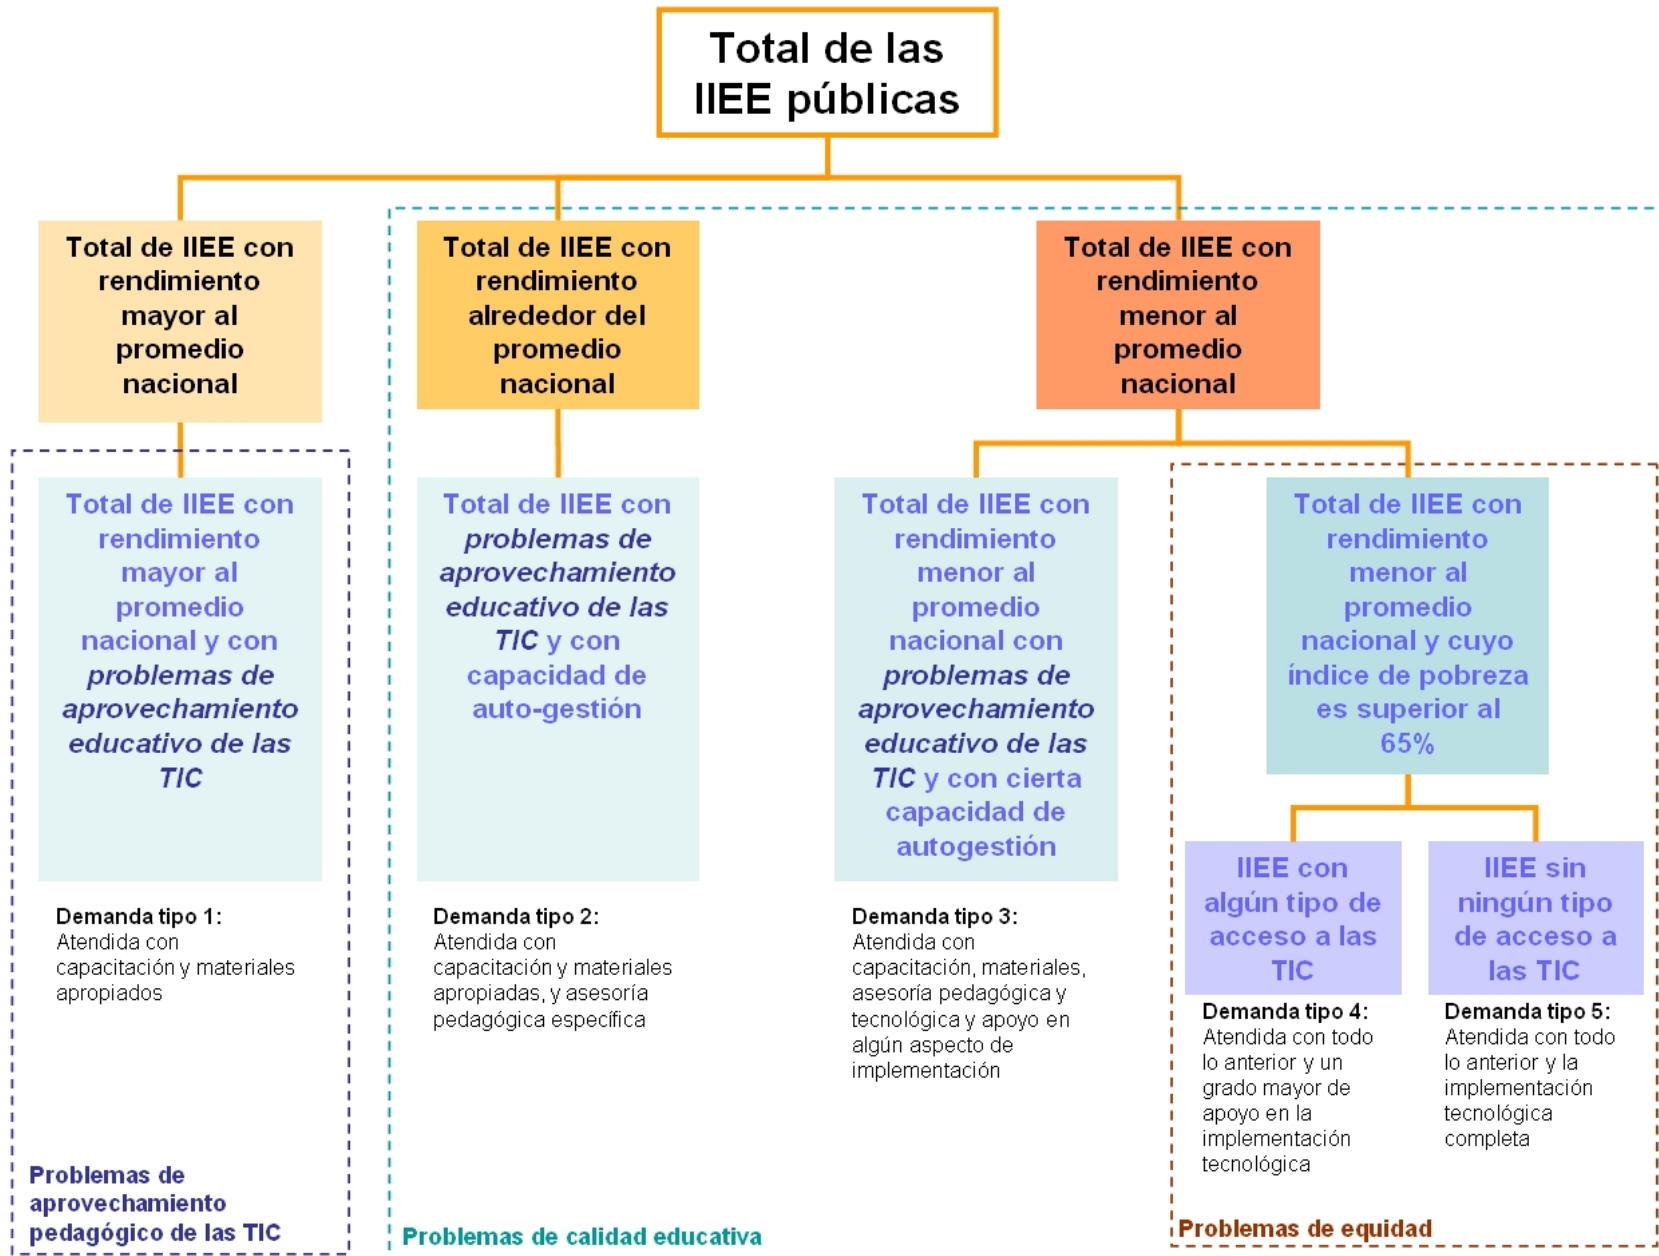 Total de las
IIEE públicas
Total de IIEE con
rendimiento
mayor al
promedio
nacional
Total de IIEE con
rendimiento
alrededor del
promedio
nacional
Total de IIEE con
rendimiento
menor al
promedio
nacional
Total de IIEE con
rendimiento
mayor al
promedio
nacional y con
problemas de
aprovechamiento
educativo de las
TIC
Total de IIEE con
problemas de
aprovechamiento
educativo de las
TIC y con
capacidad de
auto-gestión
Total de IIEE con
rendimiento
menor al
promedio
nacional con
problemas de
aprovechamiento
educativo de las
TIC y con cierta
capacidad de
autogestión
Total de IIEE con
rendimiento
menor al
promedio
nacional y cuyo
índice de pobreza
es superior al
65%
IIEE con
algún tipo de
acceso a las
TIC
IIEE sin
ningún tipo
de acceso a
las TIC
Demanda tipo 1:
Atendida con
capacitación y materiales
apropiados
Demanda tipo 2:
Atendida con
capacitación y materiales
apropiadas, y asesoría
pedagógica específica
Demanda tipo 3:
Atendida con
capacitación, materiales,
asesoría pedagógica y
tecnológica y apoyo en
algún aspecto de
implementación
Demanda tipo 4:
Atendida con todo
lo anterior y un
grado mayor de
apoyo en la
implementación
tecnológica
Demanda tipo 5:
Atendida con todo
lo anterior y la
implementación
tecnológica
completa
Problemas de
aprovechamiento
pedagógico de las TIC
Problemas de calidad educativa
Problemas de equidad